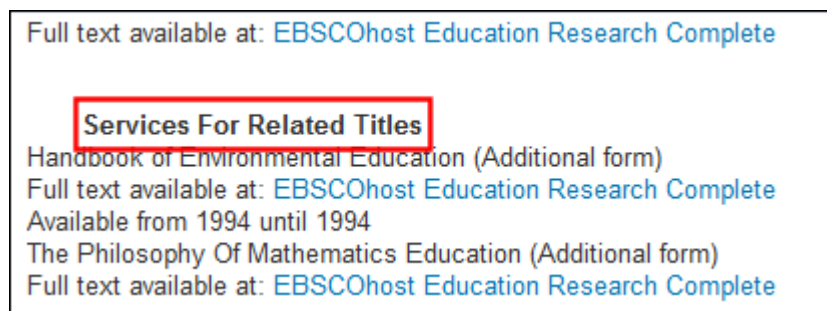 Full text available at: EBSCOhost Education Research Complete
Services For Related Titles
Handbook of Environmental Education (Additional form)
Full text available at: EBSCOhost Education Research Complete
Available from 1994 until 1994
The Philosophy Of Mathematics Education (Additional form)
Full text available at: EBSCOhost Education Research Complete